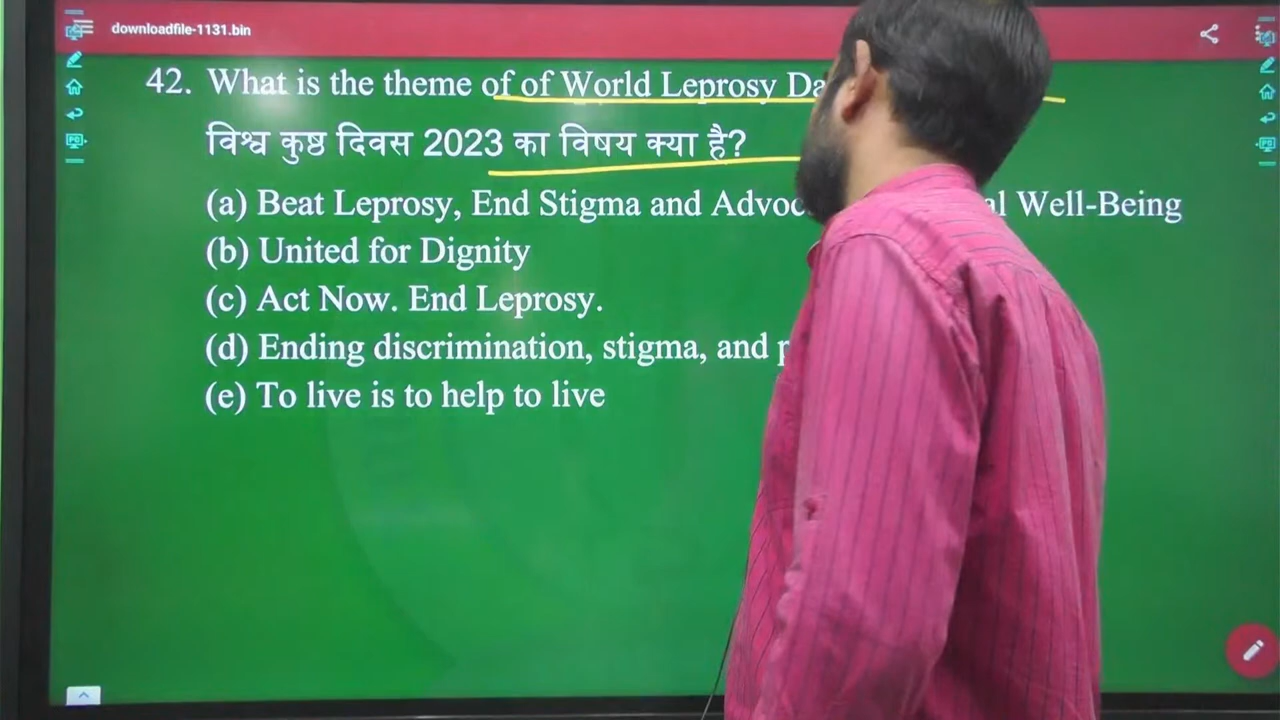 downloadfile-1131.bin
42. What is the theme of of World Leprosy
विश्व कुष्ठ दिवस 2023 का विषय क्या है?
(a) Beat Leprosy, End Stigma and Well-Being
(b) United for Dignity
(c) Act Now. End Leprosy.
(d) Ending discrimination, stigma, and
(e) To live is to help to live